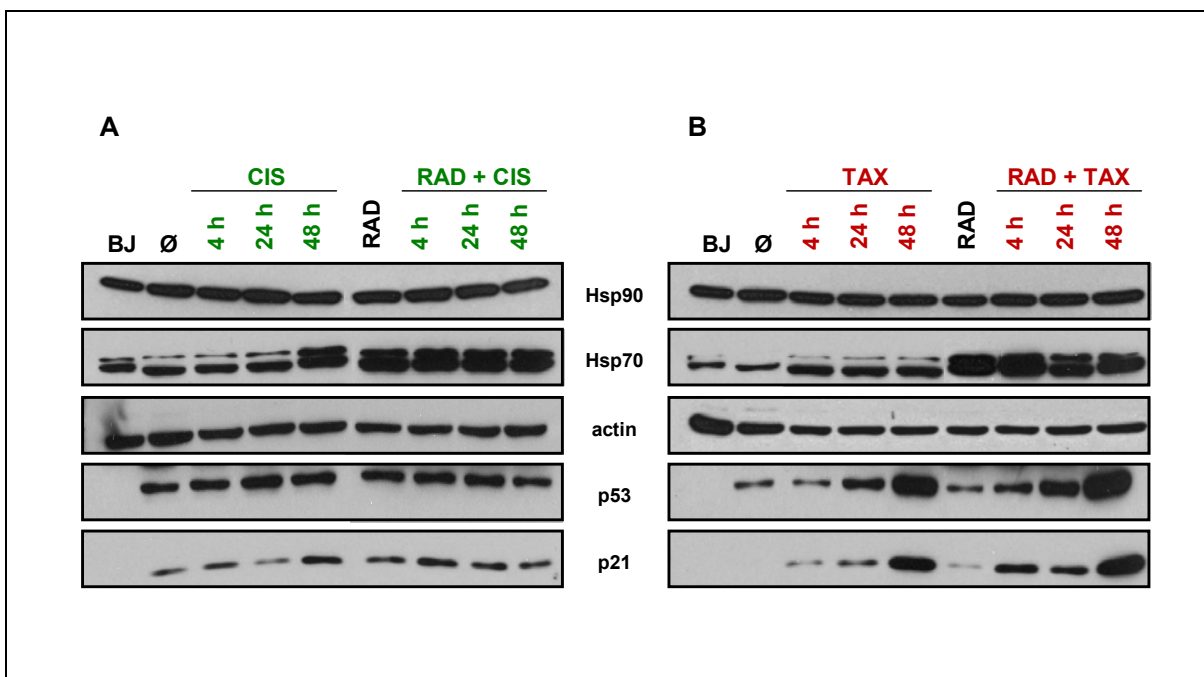 A
B
CIS
RAD + CIS
TAX
RAD + TAX
BJ
Ø
4 h
24 h
48 h
RAD
4 h
24 h
48 h
BJ
Ø
4 h
24 h
48 h
RAD
4 h
24 h
48 h
Hsp90
Hsp70
actin
p53
p21